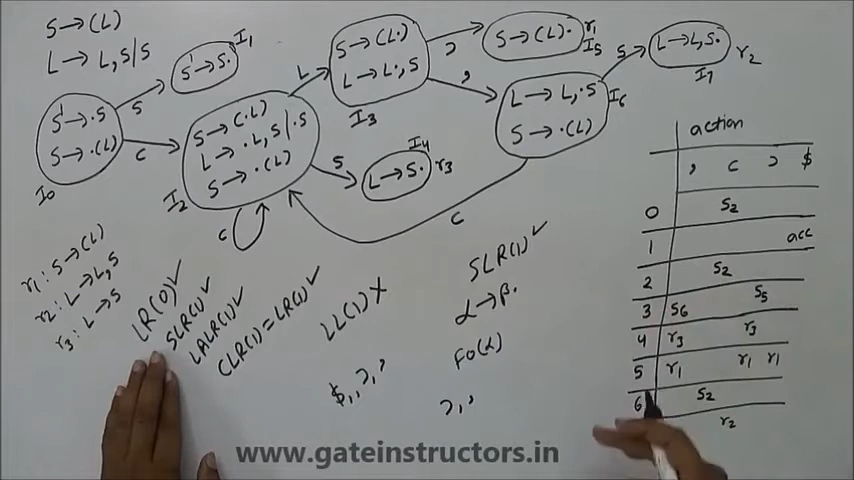 S → (L)
L → L, S | S
S' → S.
I1
S' → .S
S → .(L)
I0
S
(
S → (.L)
L → .L, S | .S
S → .(L)
I2
(
L
S → (L.)
L → L., S
I3
S
L → S.
I4
r3
)
S → (L).
r1
I5
,
L → L, .S
S → .(L)
I6
(
S
L → L, S.
I7
r2
r1 : S → (L)
r2 : L → L, S
r3 : L → S
LR(0) ✓
SLR(1) ✓
LALR(1) ✓
CLR(1) = LR(1) ✓
LL(1) X
$, ), ,
SLR(1) ✓
α → β.
FO(α)
), ,
action
, ( ) $
0 S2
1 acc
2 S2
3 S6 S5
4 r3 r3
5 r1 r1 r1
6 S2
r2
www.gateinstructors.in